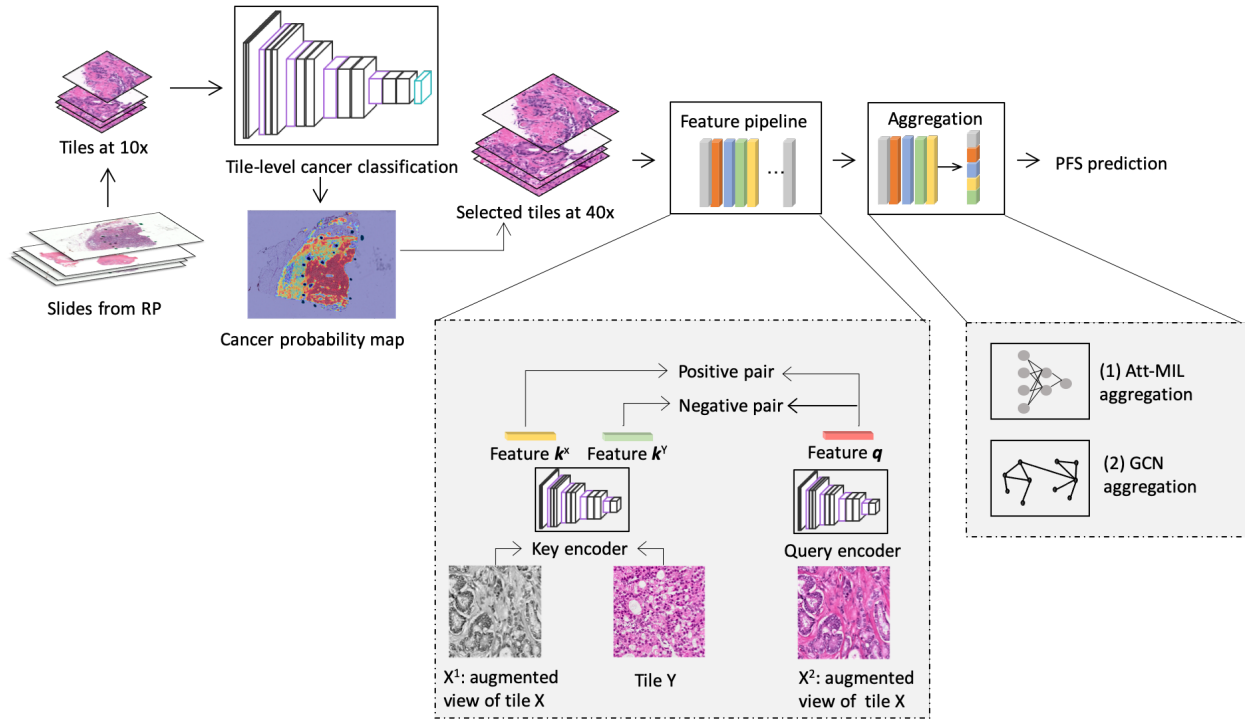 Tiles at 10x
Tile-level cancer classification
Slides from RP
Cancer probability map
Selected tiles at 40x
Feature pipeline
...
Aggregation
PFS prediction
Positive pair
Negative pair
Feature kˣ
Feature kʸ
Feature q
Key encoder
Query encoder
X¹: augmented
view of tile X
Tile Y
X²: augmented
view of tile X
(1) Att-MIL
aggregation
(2) GCN
aggregation